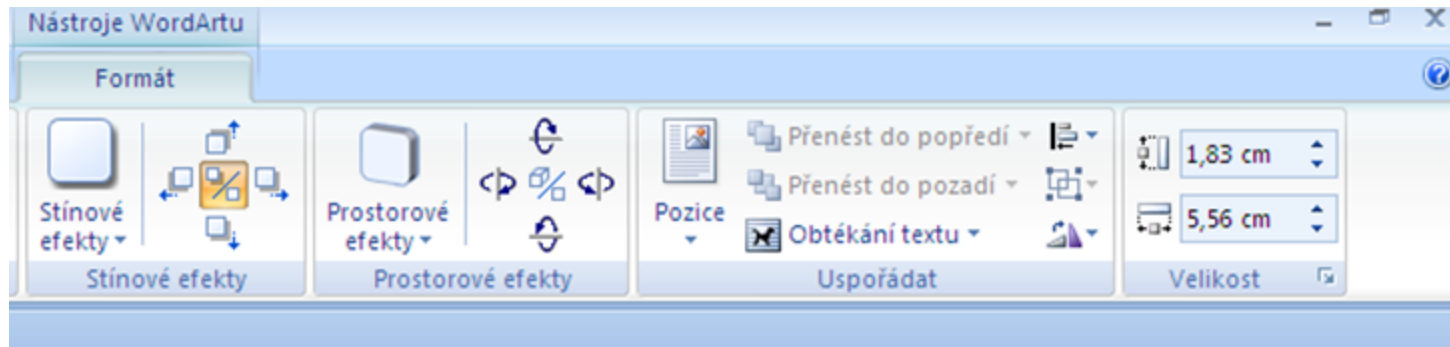 Nástroje WordArtu
Formát
Stínové
efekty
Stínové efekty
Prostorové
efekty
Prostorové efekty
Pozice
Přenést do popředí
Přenést do pozadí
Obtékání textu
Uspořádat
1,83 cm
5,56 cm
Velikost